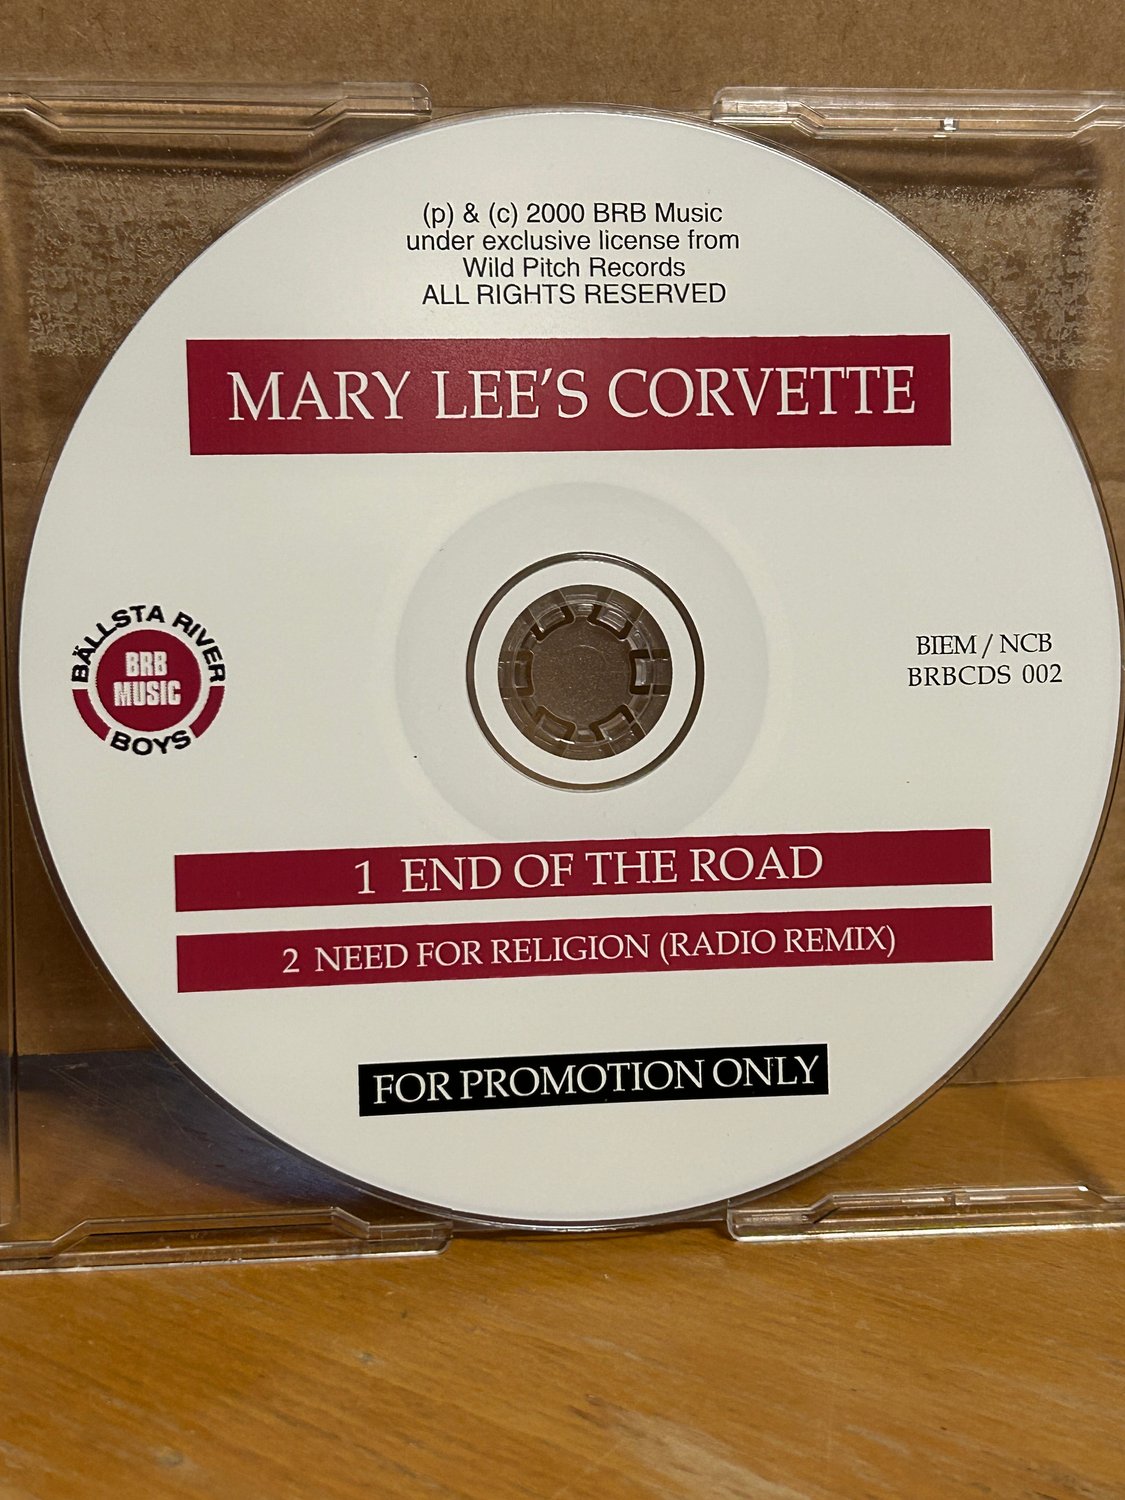 (p) & (c) 2000 BRB Music
under exclusive license from
Wild Pitch Records
ALL RIGHTS RESERVED
MARY LEE'S CORVETTE
BÄLLSTA RIVER
BRB
MUSIC
BOYS
BIEM / NCB
BRBCDS 002
1 END OF THE ROAD
2 NEED FOR RELIGION (RADIO REMIX)
FOR PROMOTION ONLY